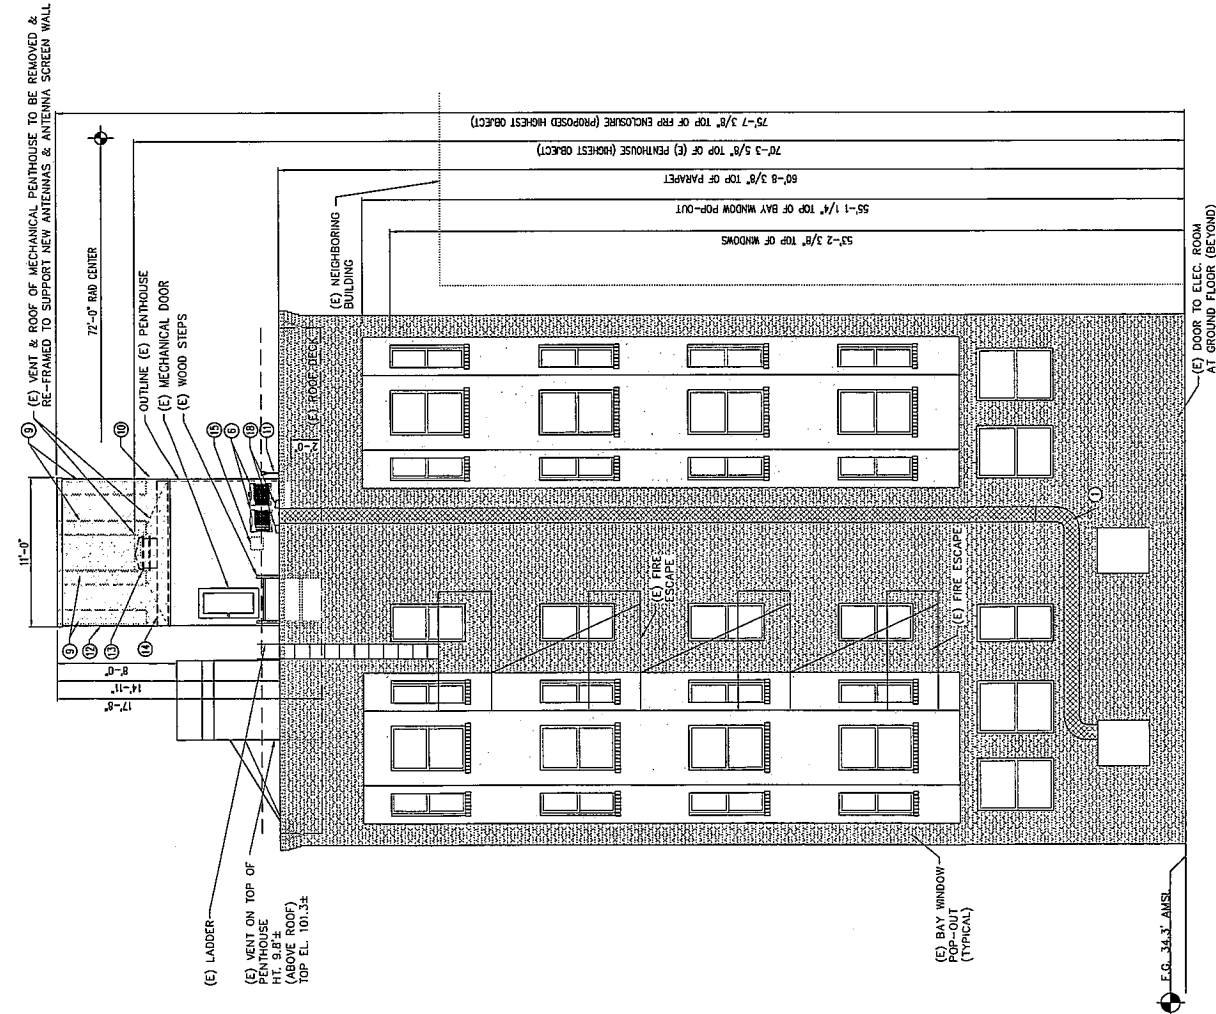 (E) VENT & ROOF OF MECHANICAL PENTHOUSE TO BE REMOVED &
RE-FRAMED TO SUPPORT NEW ANTENNAS & ANTENNA SCREEN WALL
75'-7 3/8" TOP OF FRP ENCLOSURE (PROPOSED HIGHEST OBJECT)
72'-0" RAD CENTER
70'-3 5/8" TOP OF (E) PENTHOUSE (HIGHEST OBJECT)
60'-8 3/8" TOP OF PARAPET
55'-1 1/4" TOP OF BAY WINDOW POP-OUT
53'-2 3/8" TOP OF WINDOWS
(E) NEIGHBORING
BUILDING
OUTLINE (E) PENTHOUSE
(E) MECHANICAL DOOR
(E) WOOD STEPS
9
10
15
6
18
11
(E) ROOF DECK
2'-0"
11'-0"
9
12
13
14
8'-0"
14'-11"
17'-8"
(E) FIRE
ESCAPE
(E) FIRE ESCAPE
1
(E) DOOR TO ELEC. ROOM
AT GROUND FLOOR (BEYOND)
(E) LADDER
(E) VENT ON TOP OF
PENTHOUSE
HT. 9.8'±
(ABOVE ROOF)
TOP EL. 101.3±
(E) BAY WINDOW
POP-OUT
(TYPICAL)
F.G. 34.3' AMSL